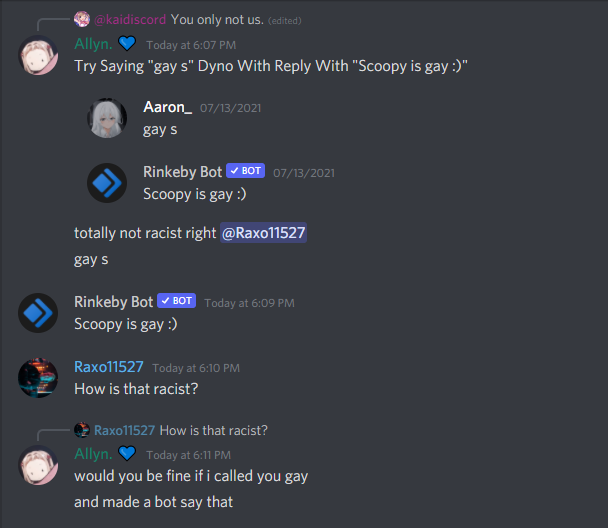 @kaidiscord You only not us. (edited)
Allyn. 💙 Today at 6:07 PM
Try Saying "gay s" Dyno With Reply With "Scoopy is gay :)"
Aaron_ 07/13/2021
gay s
Rinkeby Bot ✓ BOT 07/13/2021
Scoopy is gay :)
totally not racist right @Raxo11527
gay s
Rinkeby Bot ✓ BOT Today at 6:09 PM
Scoopy is gay :)
Raxo11527 Today at 6:10 PM
How is that racist?
Raxo11527 How is that racist?
Allyn. 💙 Today at 6:11 PM
would you be fine if i called you gay
and made a bot say that